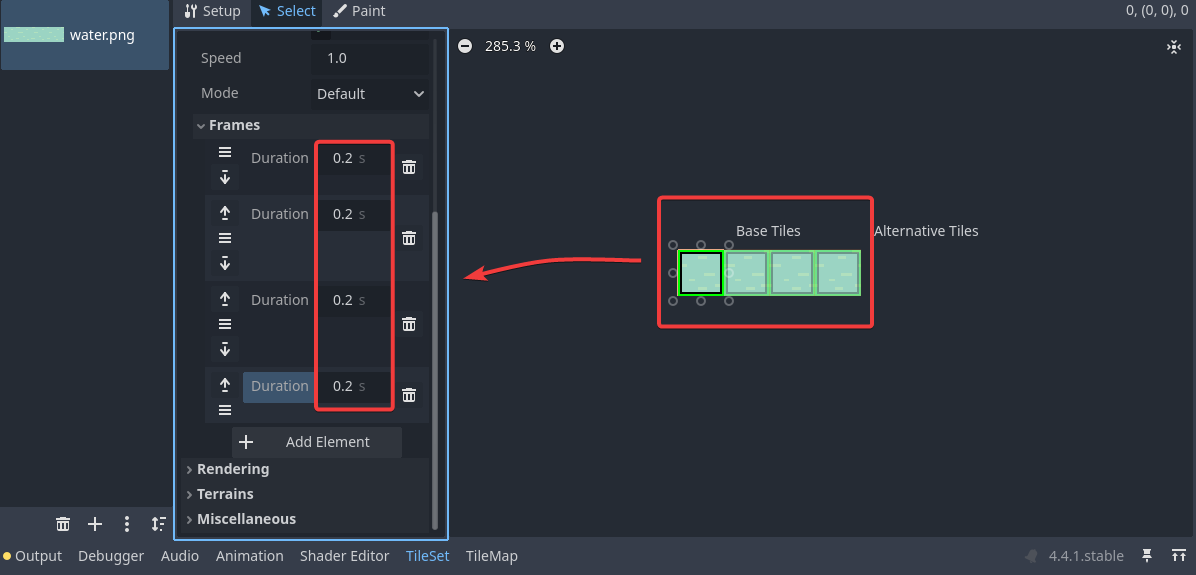 Setup Select Paint
0, (0, 0), 0
water.png
285.3 %
Speed 1.0
Mode Default
Frames
Duration 0.2 s
Duration 0.2 s
Duration 0.2 s
Duration 0.2 s
Add Element
Rendering
Terrains
Miscellaneous
Base Tiles
Alternative Tiles
Output Debugger Audio Animation Shader Editor TileSet TileMap
4.4.1.stable